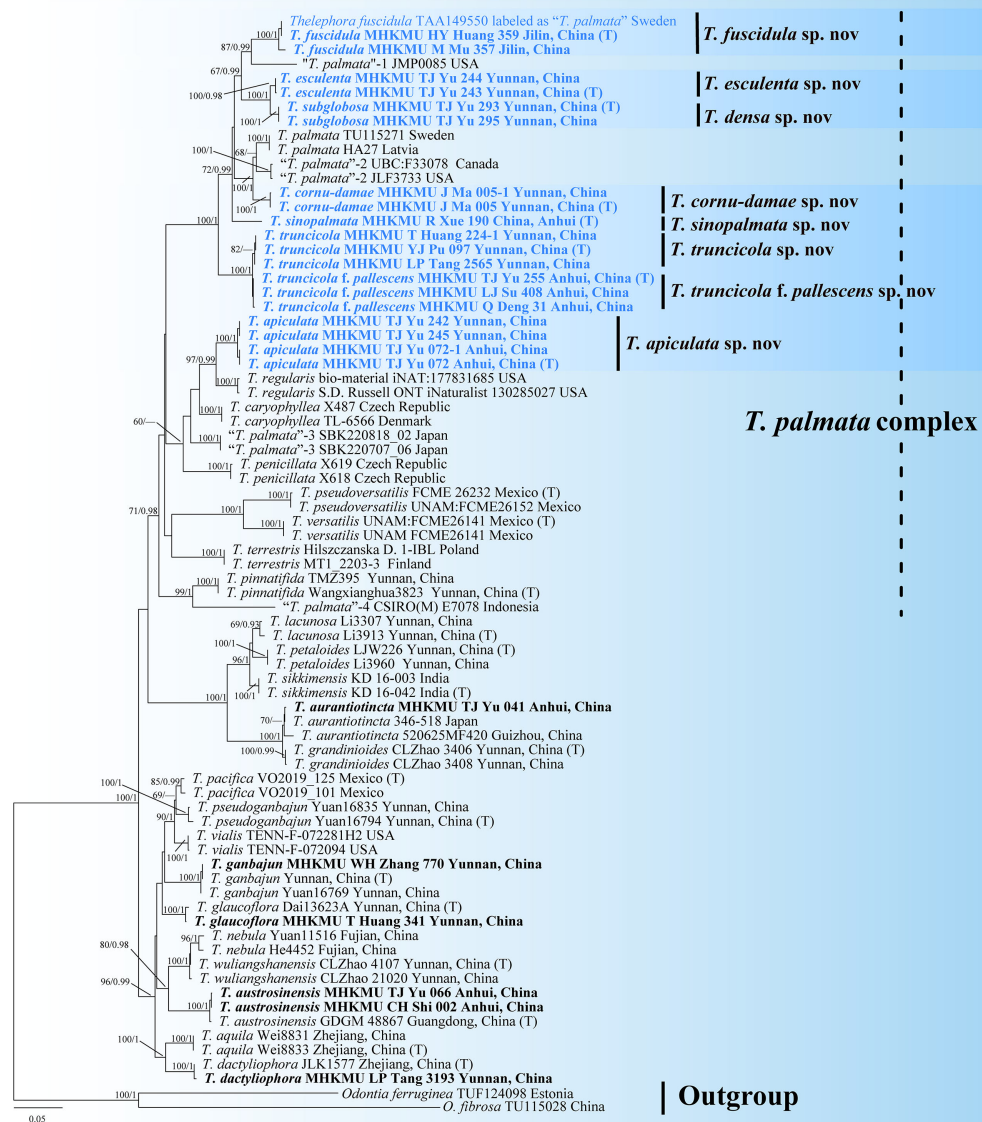 Thelephora fuscidula TAA149550 labeled as “T. palmata” Sweden
T. fuscidula MHKMU HY Huang 359 Jilin, China (T)
T. fuscidula MHKMU M Mu 357 Jilin, China
T. fuscidula sp. nov
100/1
87/0.99
"T. palmata"-1 JMP0085 USA
67/0.99
T. esculenta MHKMU TJ Yu 244 Yunnan, China
T. esculenta MHKMU TJ Yu 243 Yunnan, China (T)
T. esculenta sp. nov
100/0.98
100/1
T. subglobosa MHKMU TJ Yu 293 Yunnan, China (T)
T. subglobosa MHKMU TJ Yu 295 Yunnan, China
T. densa sp. nov
100/1
T. palmata TU115271 Sweden
T. palmata HA27 Latvia
100/1
68/—
“T. palmata”-2 UBC:F33078 Canada
“T. palmata”-2 JLF3733 USA
100/1
72/0.99
100/1
T. cornu-damae MHKMU J Ma 005-1 Yunnan, China
T. cornu-damae MHKMU J Ma 005 Yunnan, China (T)
T. cornu-damae sp. nov
100/1
T. sinopalmata MHKMU R Xue 190 China, Anhui (T)
T. sinopalmata sp. nov
100/1
T. truncicola MHKMU T Huang 224-1 Yunnan, China
T. truncicola MHKMU YJ Pu 097 Yunnan, China (T)
T. truncicola MHKMU LP Tang 2565 Yunnan, China
T. truncicola sp. nov
82/—
100/1
T. truncicola f. pallescens MHKMU TJ Yu 255 Anhui, China (T)
T. truncicola f. pallescens MHKMU LJ Su 408 Anhui, China
T. truncicola f. pallescens MHKMU Q Deng 31 Anhui, China
T. truncicola f. pallescens sp. nov
T. apiculata MHKMU TJ Yu 242 Yunnan, China
T. apiculata MHKMU TJ Yu 245 Yunnan, China
T. apiculata MHKMU TJ Yu 072-1 Anhui, China
T. apiculata MHKMU TJ Yu 072 Anhui, China (T)
T. apiculata sp. nov
100/1
97/0.99
T. regularis bio-material iNAT:177831685 USA
T. regularis S.D. Russell ONT iNaturalist 130285027 USA
100/1
T. caryophyllea X487 Czech Republic
T. caryophyllea TL-6566 Denmark
100/1
T. palmata complex
60/—
“T. palmata”-3 SBK220818_02 Japan
“T. palmata”-3 SBK220707_06 Japan
100/1
T. penicillata X619 Czech Republic
T. penicillata X618 Czech Republic
100/1
T. pseudoversatilis FCME 26232 Mexico (T)
T. pseudoversatilis UNAM:FCME26152 Mexico
100/1
100/1
71/0.98
T. versatilis UNAM:FCME26141 Mexico (T)
T. versatilis UNAM FCME26141 Mexico
100/1
T. terrestris Hilszczanska D. 1-IBL Poland
T. terrestris MT1_2203-3 Finland
100/1
T. pinnatifida TMZ395 Yunnan, China
T. pinnatifida Wangxianghua3823 Yunnan, China (T)
100/1
99/1
“T. palmata”-4 CSIRO(M) E7078 Indonesia
T. lacunosa Li3307 Yunnan, China
T. lacunosa Li3913 Yunnan, China (T)
69/0.93
100/1
T. petaloides LJW226 Yunnan, China (T)
T. petaloides Li3960 Yunnan, China
96/1
T. sikkimensis KD 16-003 India
T. sikkimensis KD 16-042 India (T)
100/1
100/1
T. aurantiotincta MHKMU TJ Yu 041 Anhui, China
T. aurantiotincta 346-518 Japan
T. aurantiotincta 520625MF420 Guizhou, China
70/—
100/1
T. grandinioides CLZhao 3406 Yunnan, China (T)
T. grandinioides CLZhao 3408 Yunnan, China
100/0.99
T. pacifica VO2019_125 Mexico (T)
T. pacifica VO2019_101 Mexico
85/0.99
100/1
69/—
T. pseudoganbajun Yuan16835 Yunnan, China
T. pseudoganbajun Yuan16794 Yunnan, China (T)
100/1
90/1
T. vialis TENN-F-072281H2 USA
T. vialis TENN-F-072094 USA
100/1
T. ganbajun MHKMU WH Zhang 770 Yunnan, China
T. ganbajun Yunnan, China (T)
T. ganbajun Yuan16769 Yunnan, China
100/1
T. glaucoflora Dai13623A Yunnan, China (T)
T. glaucoflora MHKMU T Huang 341 Yunnan, China
100/1
T. nebula Yuan11516 Fujian, China
T. nebula He4452 Fujian, China
96/1
80/0.98
T. wuliangshanensis CLZhao 4107 Yunnan, China (T)
T. wuliangshanensis CLZhao 21020 Yunnan, China
100/1
96/0.99
T. austrosinensis MHKMU TJ Yu 066 Anhui, China
T. austrosinensis MHKMU CH Shi 002 Anhui, China
T. austrosinensis GDGM 48867 Guangdong, China (T)
100/1
T. aquila Wei8831 Zhejiang, China
T. aquila Wei8833 Zhejiang, China (T)
100/1
100/1
T. dactyliophora JLK1577 Zhejiang, China (T)
T. dactyliophora MHKMU LP Tang 3193 Yunnan, China
100/1
Odontia ferruginea TUF124098 Estonia
O. fibrosa TU115028 China
100/1
Outgroup
0.05